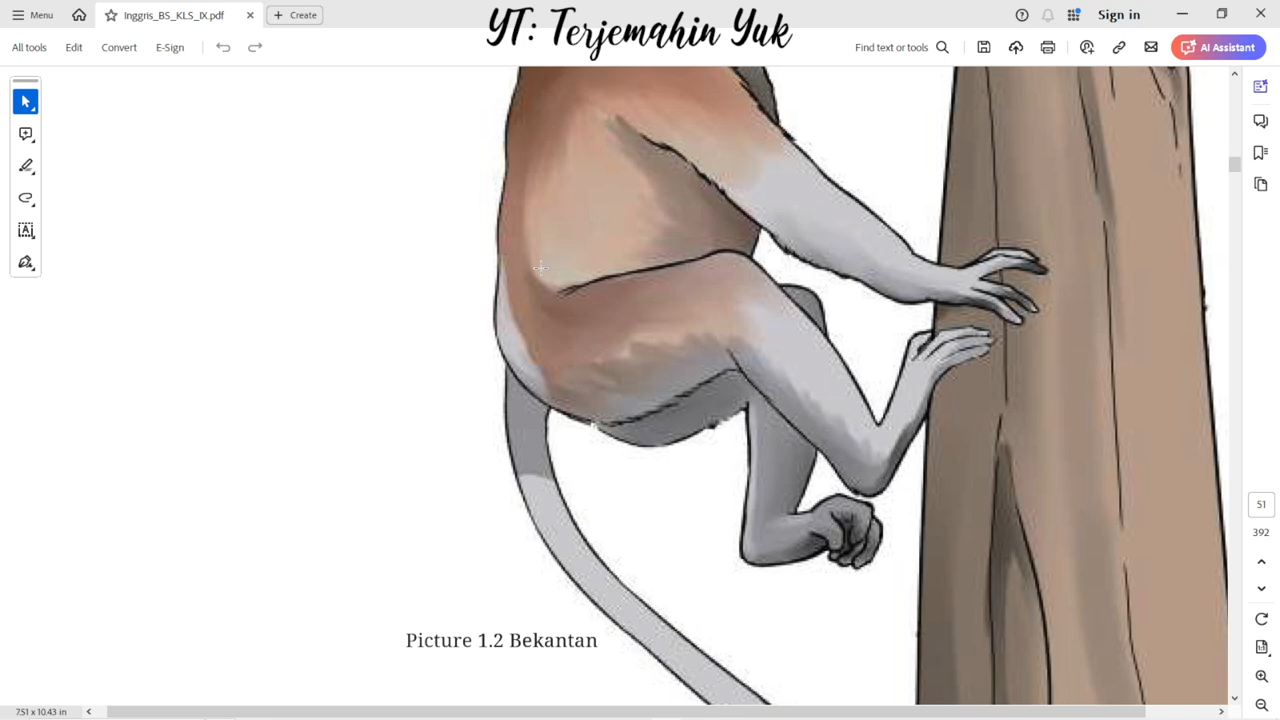 Menu
Inggris_BS_KLS_IX.pdf
Create
YT: Terjemahin Yuk
Sign in
All tools
Edit
Convert
E-Sign
Find text or tools
AI Assistant
51
392
Picture 1.2 Bekantan
7.51 x 10.43 in